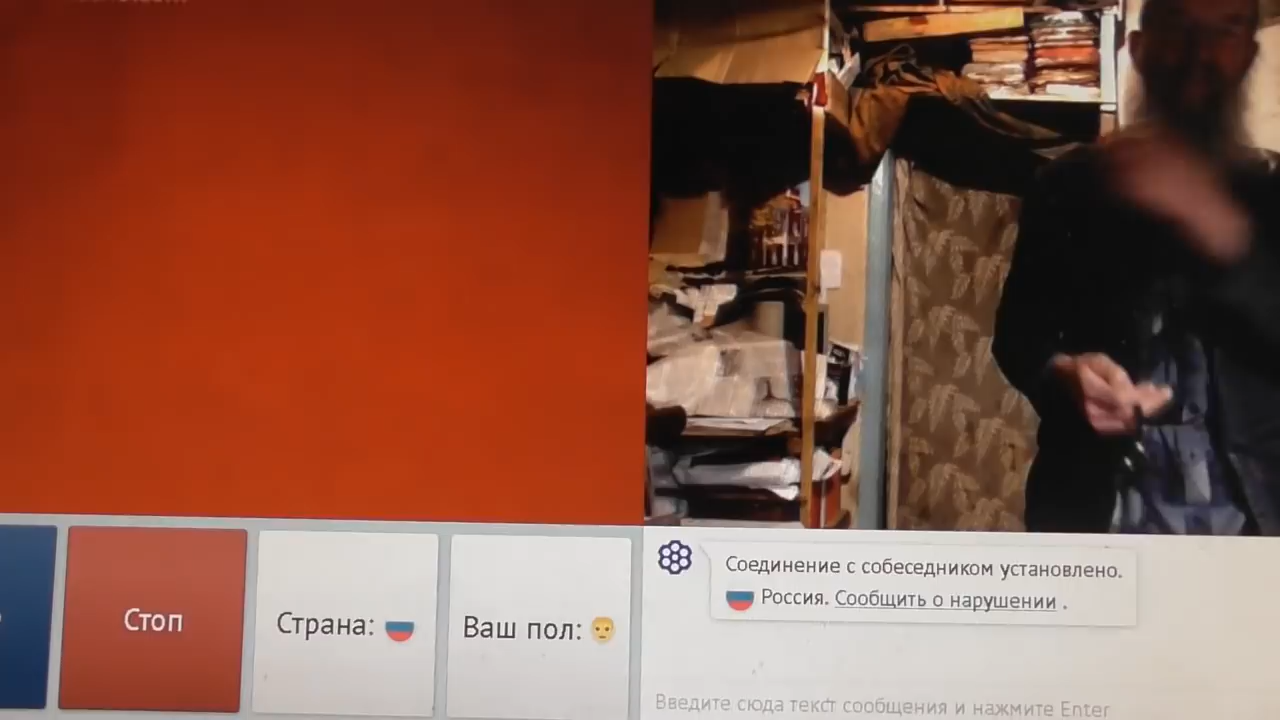 Стоп
Страна:
Ваш пол:
Соединение с собеседником установлено.
Россия. Сообщить о нарушении .
Введите сюда текст сообщения и нажмите Enter